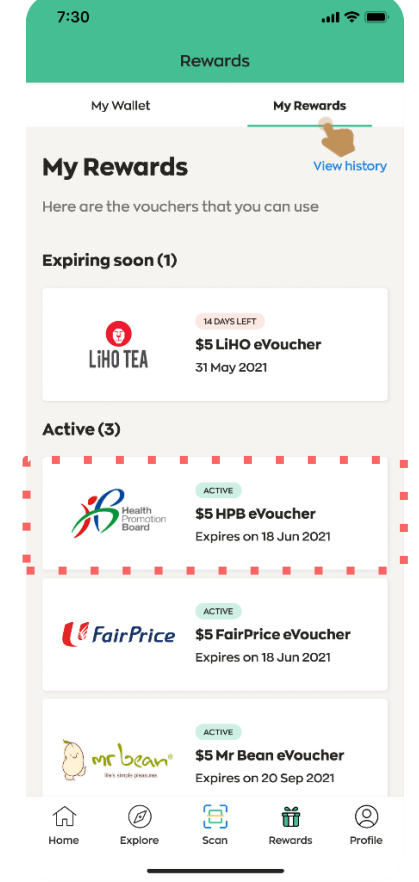 7:30
Rewards
My Wallet
My Rewards
My Rewards
View history
Here are the vouchers that you can use
Expiring soon (1)
LiHO TEA
14 DAYS LEFT
$5 LiHO eVoucher
31 May 2021
Active (3)
Health
Promotion
Board
ACTIVE
$5 HPB eVoucher
Expires on 18 Jun 2021
FairPrice
ACTIVE
$5 FairPrice eVoucher
Expires on 18 Jun 2021
mr bean®
life's simple pleasures
ACTIVE
$5 Mr Bean eVoucher
Expires on 20 Sep 2021
Home
Explore
Scan
Rewards
Profile